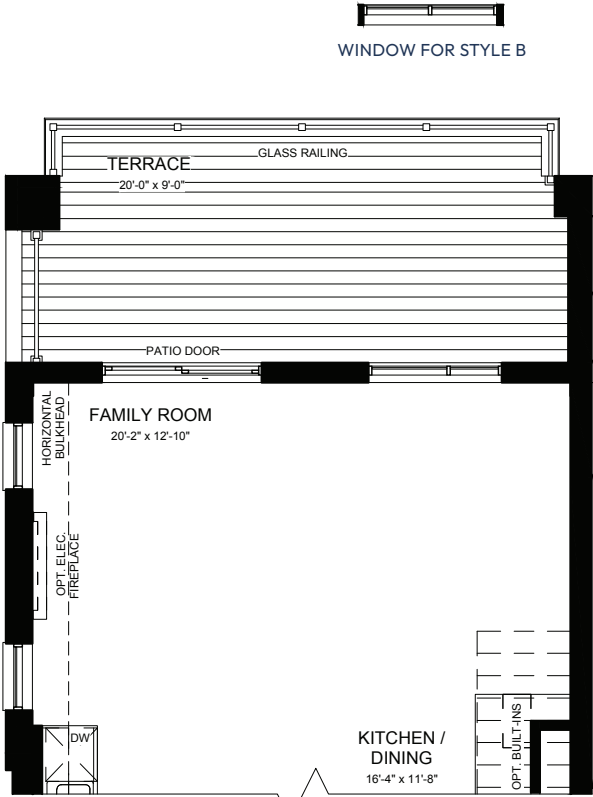 WINDOW FOR STYLE B
GLASS RAILING
TERRACE
20'-0" x 9'-0"
PATIO DOOR
HORIZONTAL
BULKHEAD
FAMILY ROOM
20'-2" x 12'-10"
OPT. ELEC.
FIREPLACE
DW
KITCHEN /
DINING
16'-4" x 11'-8"
OPT. BUILT-INS